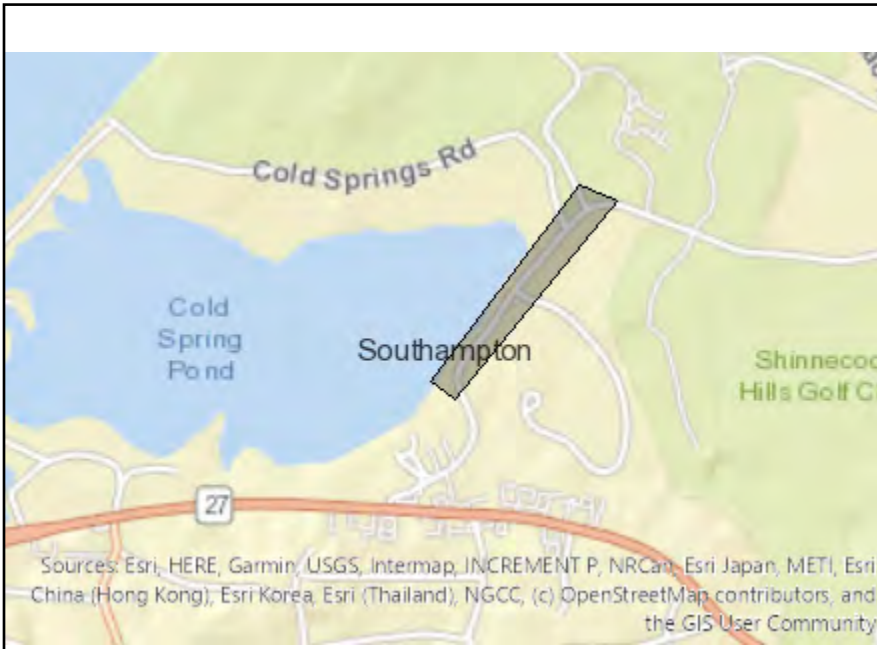 Cold Springs Rd
Cold
Spring
Pond
Southampton
Shinnecoc
Hills Golf C
27
Sources: Esri, HERE, Garmin, USGS, Intermap, INCREMENT P, NRCan, Esri Japan, METI, Esri
China (Hong Kong), Esri Korea, Esri (Thailand), NGCC, (c) OpenStreetMap contributors, and
the GIS User Community